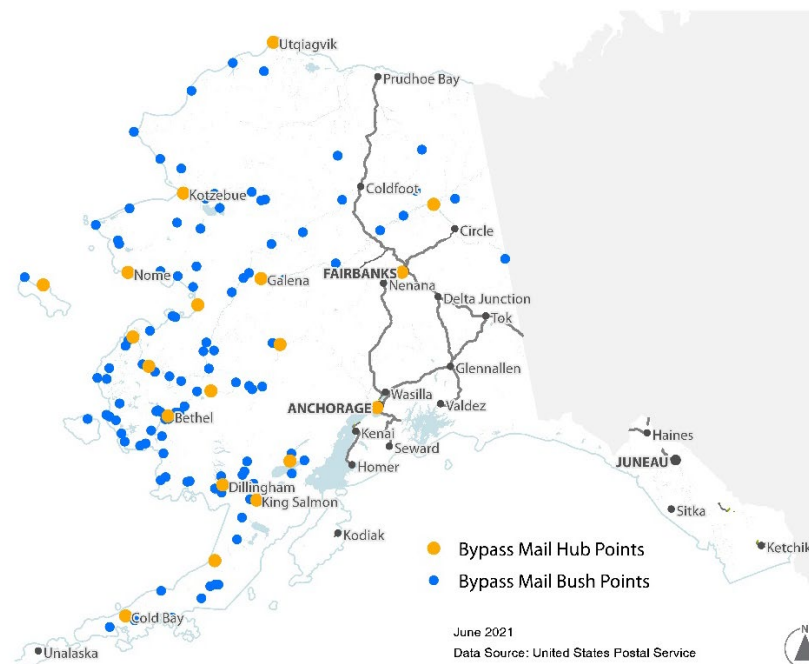 Utqiagvik
Prudhoe Bay
Coldfoot
Kotzebue
Circle
Nome
FAIRBANKS
Galena
Nenana
Delta Junction
Tok
Glennallen
Wasilla
ANCHORAGE
Valdez
Bethel
Kenai
Seward
Haines
Homer
JUNEAU
Dillingham
King Salmon
Sitka
Kodiak
Ketchik
Bypass Mail Hub Points
Bypass Mail Bush Points
Cold Bay
June 2021
N
Unalaska
Data Source: United States Postal Service